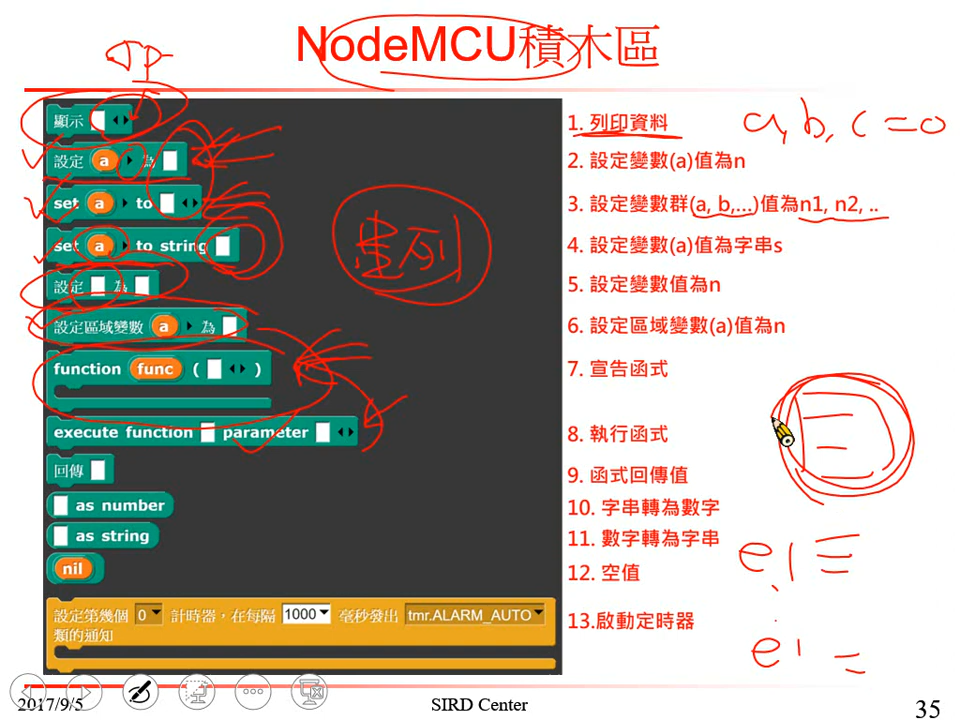 NodeMCU積木區
顯示
設定 a 為
set a to
set a to string
設定 為
設定區域變數 a 為
function func ( )
execute function parameter
回傳
as number
as string
nil
設定第幾個 0 計時器，在每隔 1000 毫秒發出 tmr.ALARM_AUTO
類的通知
1. 列印資料
2. 設定變數(a)值為n
3. 設定變數群(a, b,...)值為n1, n2, ..
4. 設定變數(a)值為字串s
5. 設定變數值為n
6. 設定區域變數(a)值為n
7. 宣告函式
8. 執行函式
9. 函式回傳值
10. 字串轉為數字
11. 數字轉為字串
12. 空值
13.啟動定時器
a, b, c = 0
2017/9/5
SIRD Center
35